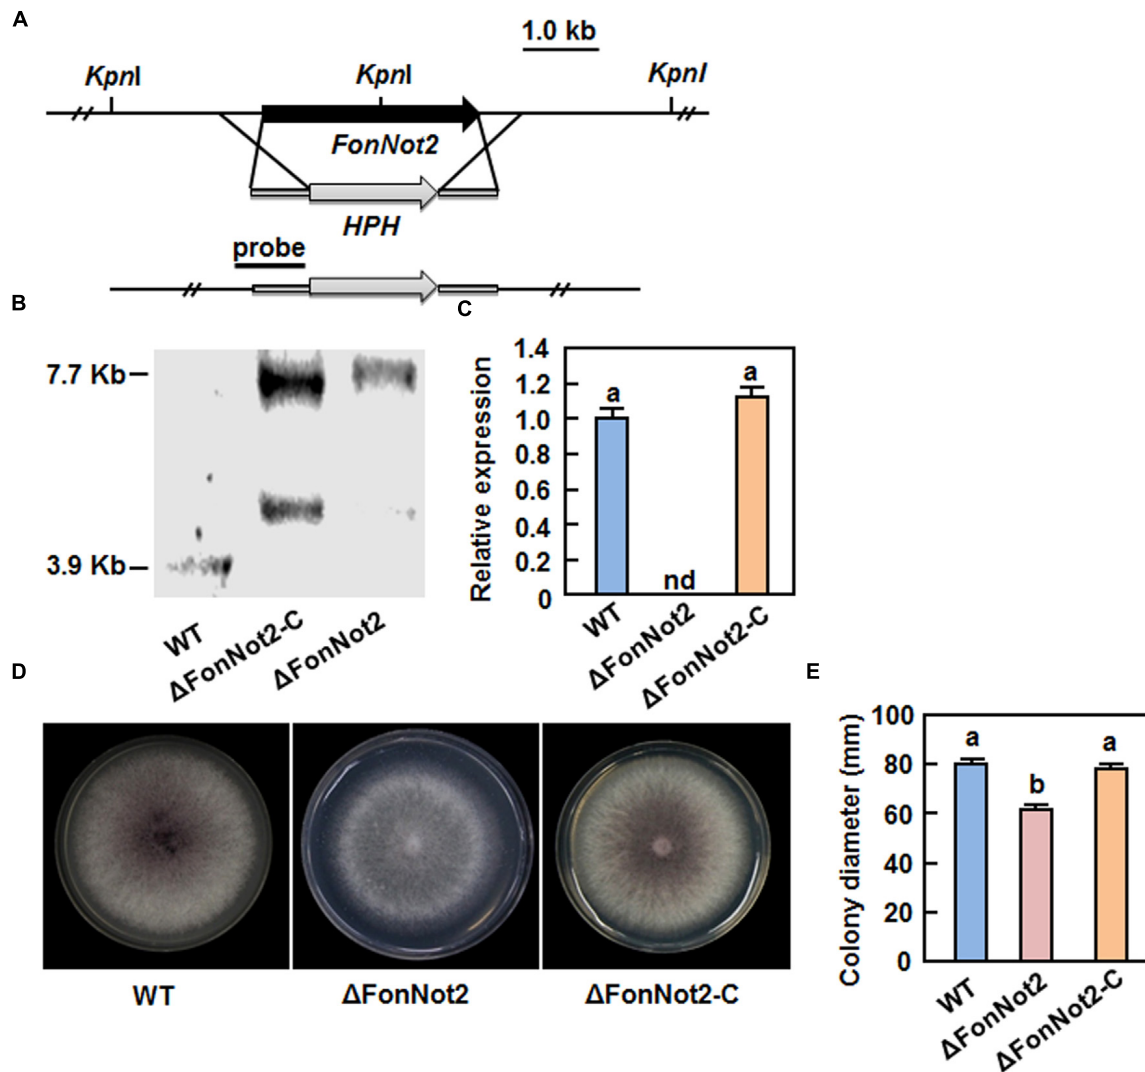 A
1.0 kb
KpnI KpnI KpnI
FonNot2
HPH
probe
B
7.7 Kb
3.9 Kb
WT
ΔFonNot2-C
ΔFonNot2
C
Relative expression
1.4
1.2
1.0
0.8
0.6
0.4
0.2
0
a
nd
a
WT
ΔFonNot2
ΔFonNot2-C
D
WT
ΔFonNot2
ΔFonNot2-C
E
Colony diameter (mm)
100
80
60
40
20
0
a
b
a
WT
ΔFonNot2
ΔFonNot2-C